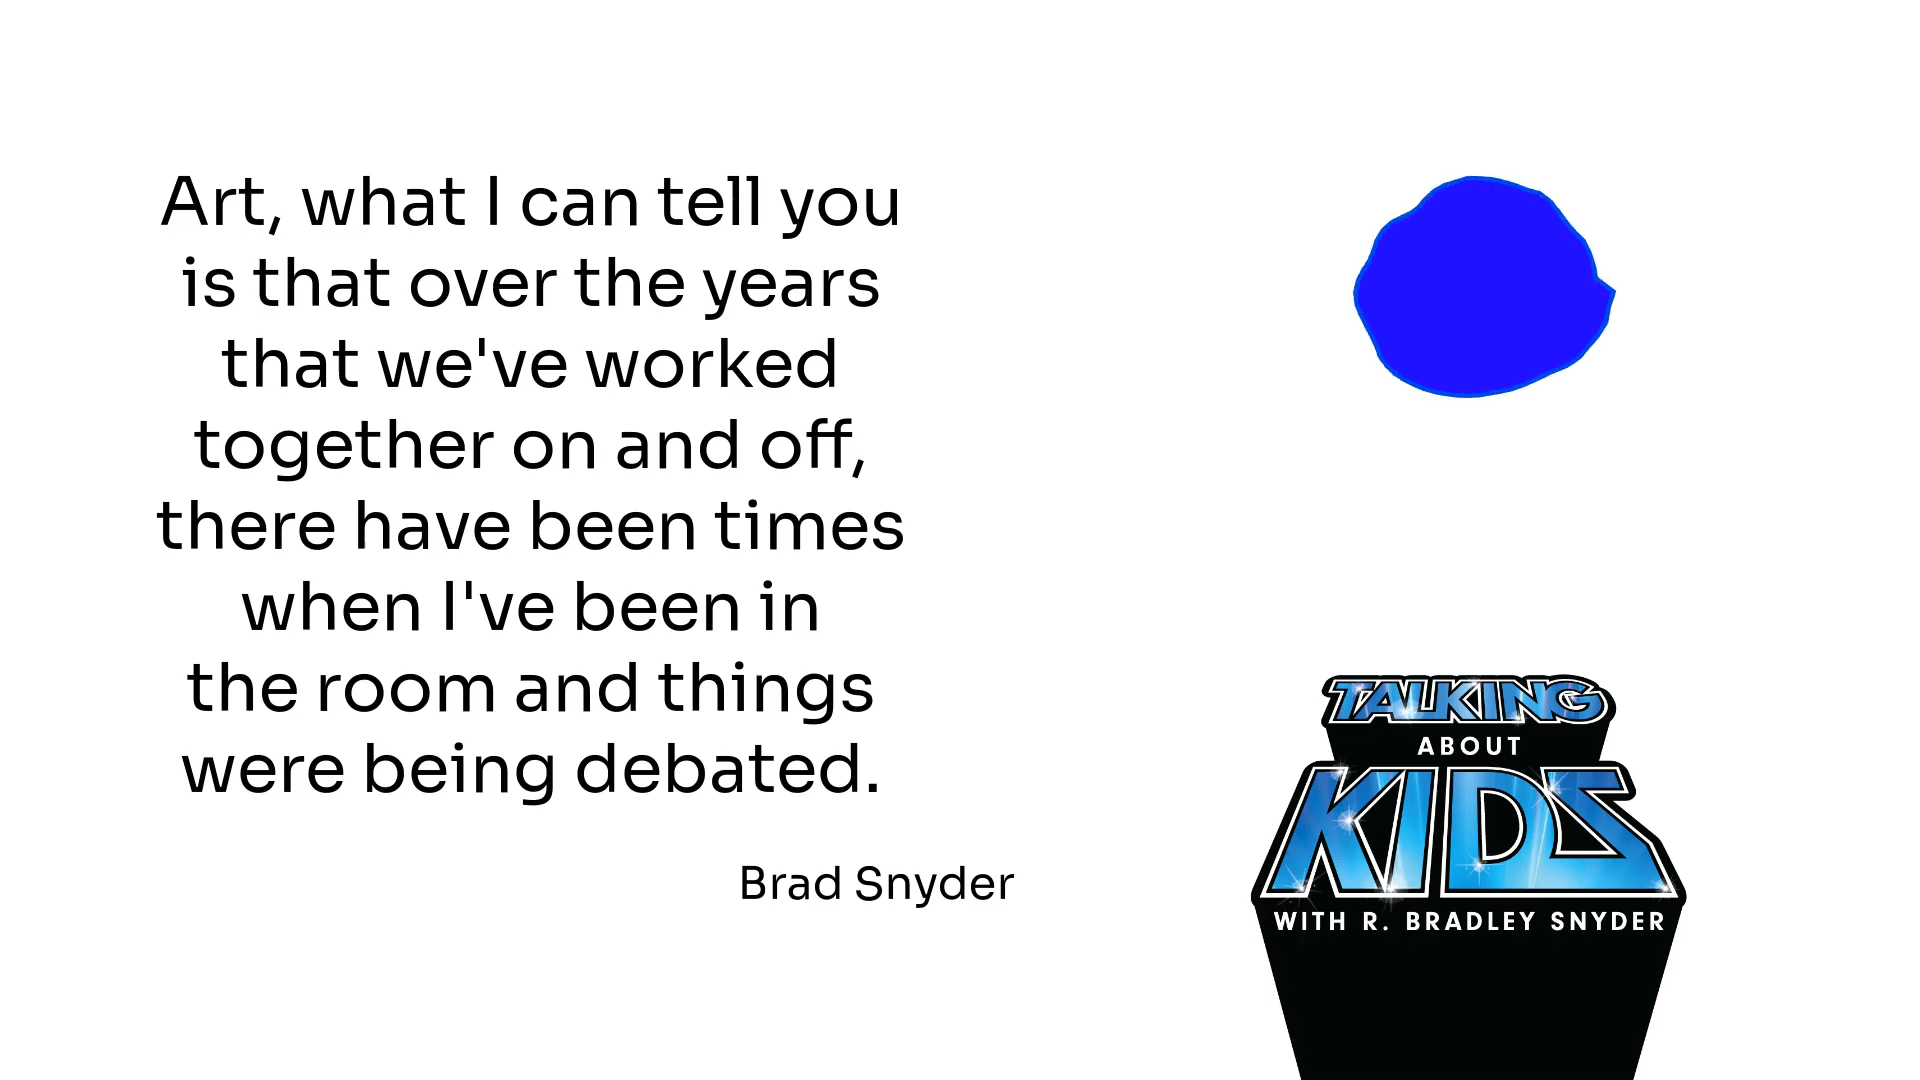 Art, what I can tell you
is that over the years
that we've worked
together on and off,
there have been times
when I've been in
the room and things
were being debated.
Brad Snyder
TALKING
ABOUT
KIDS
WITH R. BRADLEY SNYDER